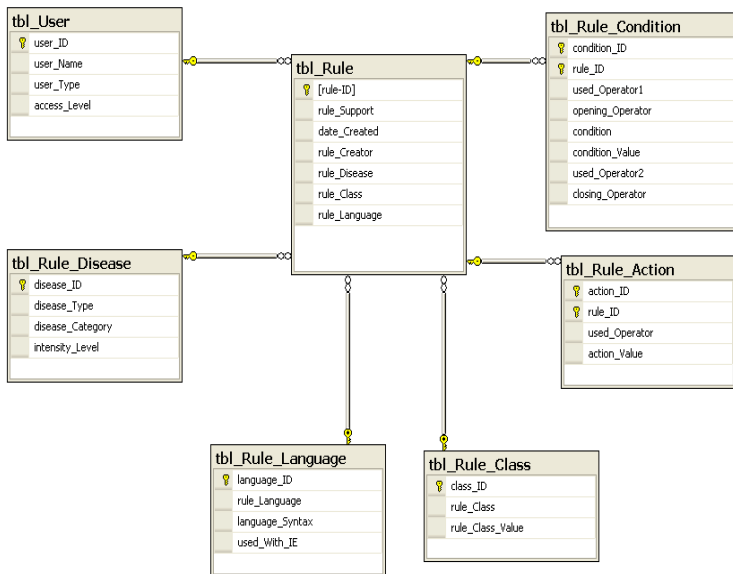 tbl_User
user_ID
user_Name
user_Type
access_Level
tbl_Rule
[rule-ID]
rule_Support
date_Created
rule_Creator
rule_Disease
rule_Class
rule_Language
tbl_Rule_Condition
condition_ID
rule_ID
used_Operator1
opening_Operator
condition
condition_Value
used_Operator2
closing_Operator
tbl_Rule_Disease
disease_ID
disease_Type
disease_Category
intensity_Level
tbl_Rule_Action
action_ID
rule_ID
used_Operator
action_Value
tbl_Rule_Language
language_ID
rule_Language
language_Syntax
used_With_IE
tbl_Rule_Class
class_ID
rule_Class
rule_Class_Value